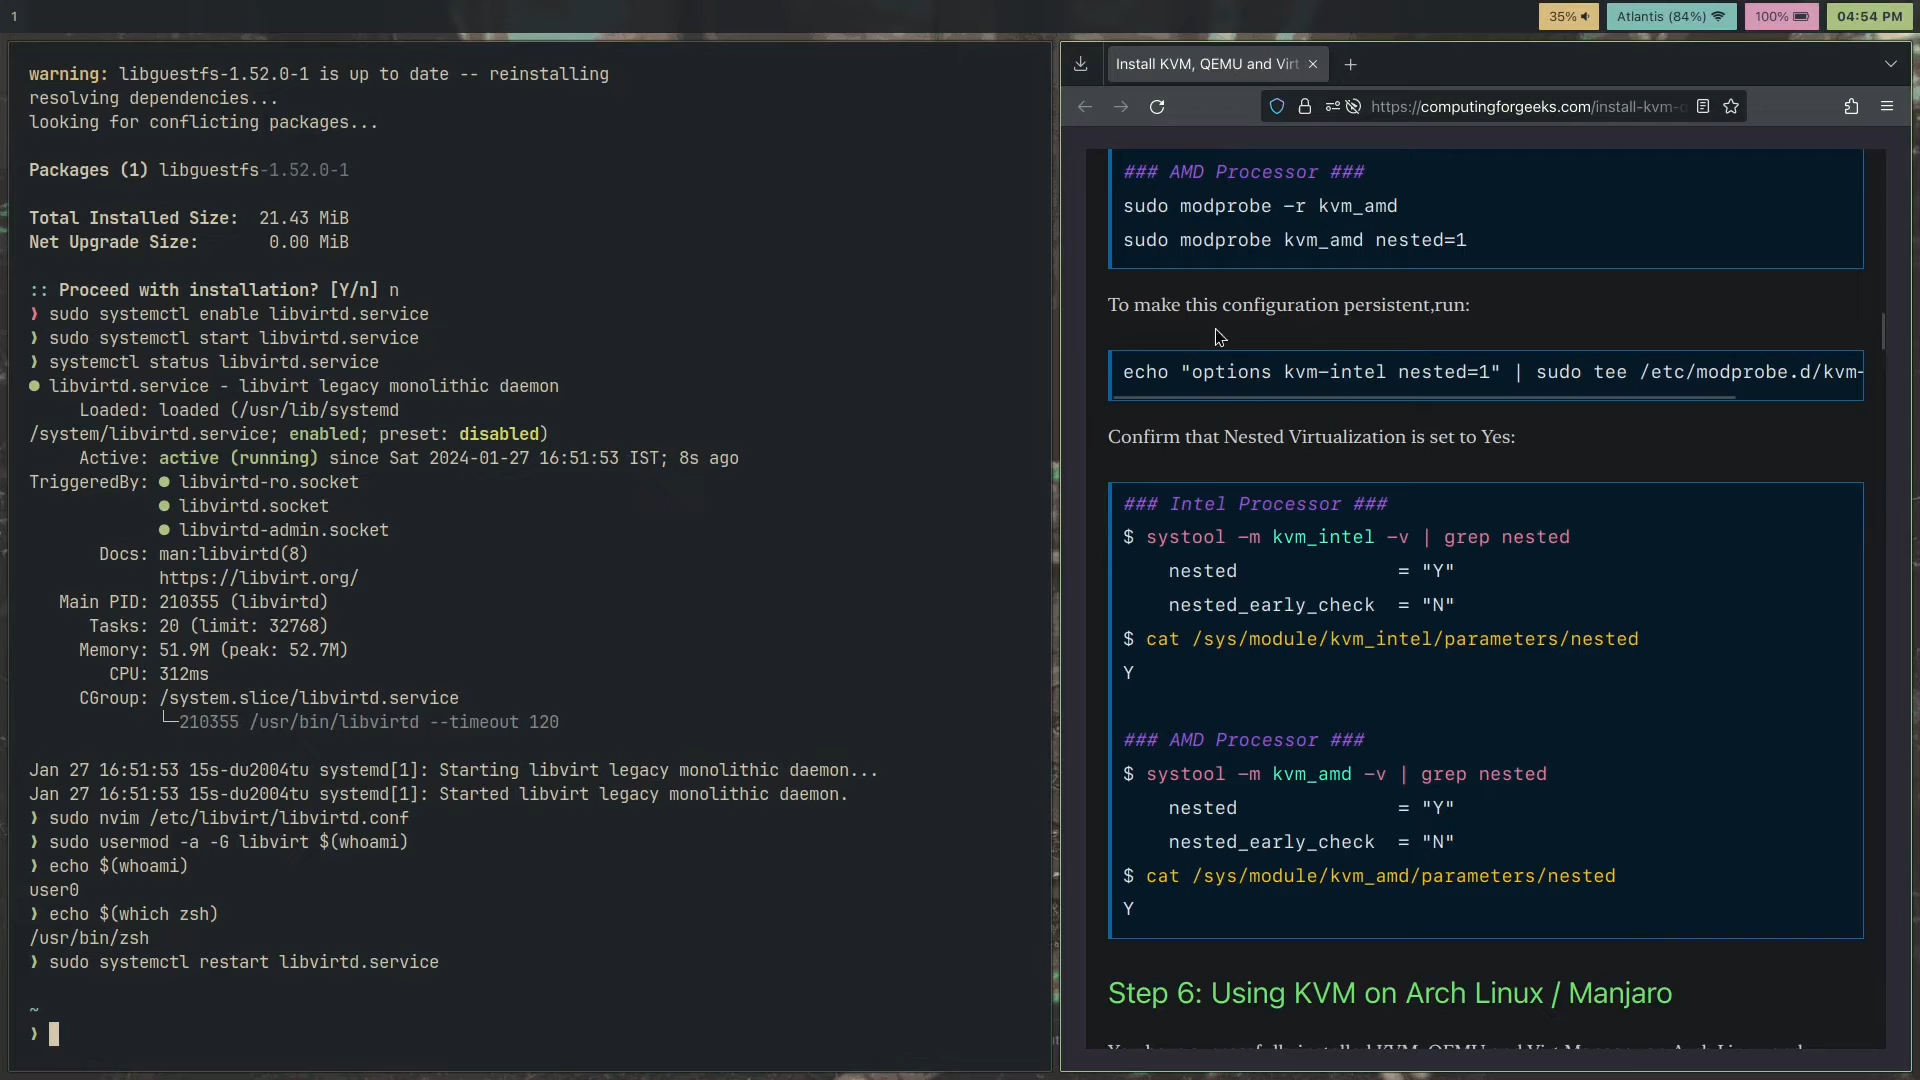 1
35%
Atlantis (84%)
100%
04:54 PM
warning: libguestfs-1.52.0-1 is up to date -- reinstalling
resolving dependencies...
looking for conflicting packages...
Packages (1) libguestfs-1.52.0-1
Total Installed Size:  21.43 MiB
Net Upgrade Size:       0.00 MiB
:: Proceed with installation? [Y/n] n
❯ sudo systemctl enable libvirtd.service
❯ sudo systemctl start libvirtd.service
❯ systemctl status libvirtd.service
● libvirtd.service - libvirt legacy monolithic daemon
Loaded: loaded (/usr/lib/systemd
/system/libvirtd.service; enabled; preset: disabled)
Active: active (running) since Sat 2024-01-27 16:51:53 IST; 8s ago
TriggeredBy: ● libvirtd-ro.socket
● libvirtd.socket
● libvirtd-admin.socket
Docs: man:libvirtd(8)
https://libvirt.org/
Main PID: 210355 (libvirtd)
Tasks: 20 (limit: 32768)
Memory: 51.9M (peak: 52.7M)
CPU: 312ms
CGroup: /system.slice/libvirtd.service
└─210355 /usr/bin/libvirtd --timeout 120
Jan 27 16:51:53 15s-du2004tu systemd[1]: Starting libvirt legacy monolithic daemon...
Jan 27 16:51:53 15s-du2004tu systemd[1]: Started libvirt legacy monolithic daemon.
❯ sudo nvim /etc/libvirt/libvirtd.conf
❯ sudo usermod -a -G libvirt $(whoami)
❯ echo $(whoami)
user0
❯ echo $(which zsh)
/usr/bin/zsh
❯ sudo systemctl restart libvirtd.service
~
❯
Install KVM, QEMU and Virt
https://computingforgeeks.com/install-kvm-q
### AMD Processor ###
sudo modprobe -r kvm_amd
sudo modprobe kvm_amd nested=1
To make this configuration persistent,run:
echo "options kvm-intel nested=1" | sudo tee /etc/modprobe.d/kvm-
Confirm that Nested Virtualization is set to Yes:
### Intel Processor ###
$ systool -m kvm_intel -v | grep nested
nested              = "Y"
nested_early_check  = "N"
$ cat /sys/module/kvm_intel/parameters/nested
Y
### AMD Processor ###
$ systool -m kvm_amd -v | grep nested
nested              = "Y"
nested_early_check  = "N"
$ cat /sys/module/kvm_amd/parameters/nested
Y
Step 6: Using KVM on Arch Linux / Manjaro